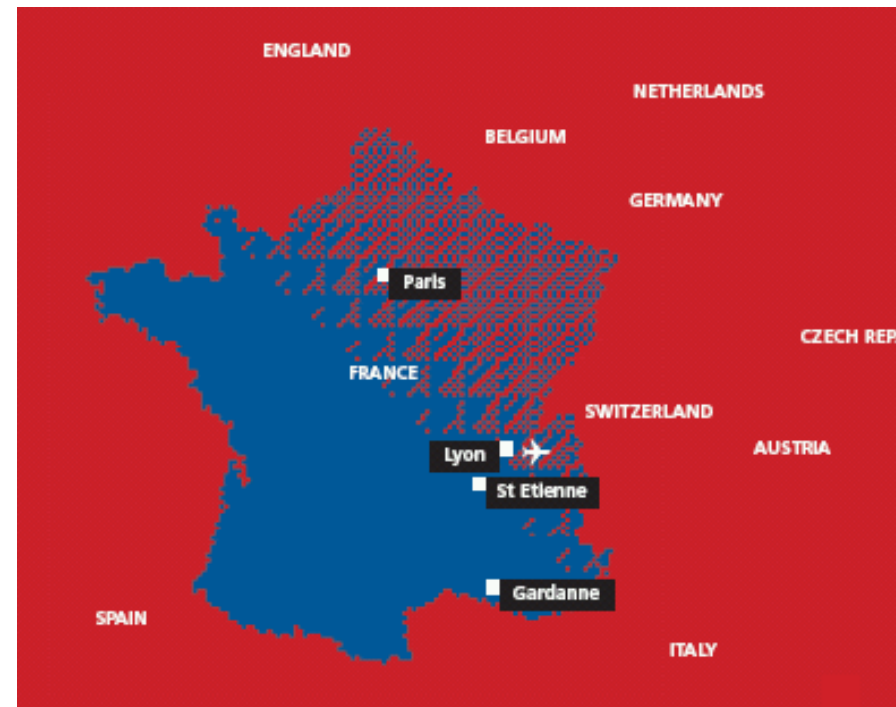 ENGLAND
NETHERLANDS
BELGIUM
GERMANY
Paris
CZECH REP
FRANCE
SWITZERLAND
AUSTRIA
Lyon
St Etienne
Gardanne
SPAIN
ITALY